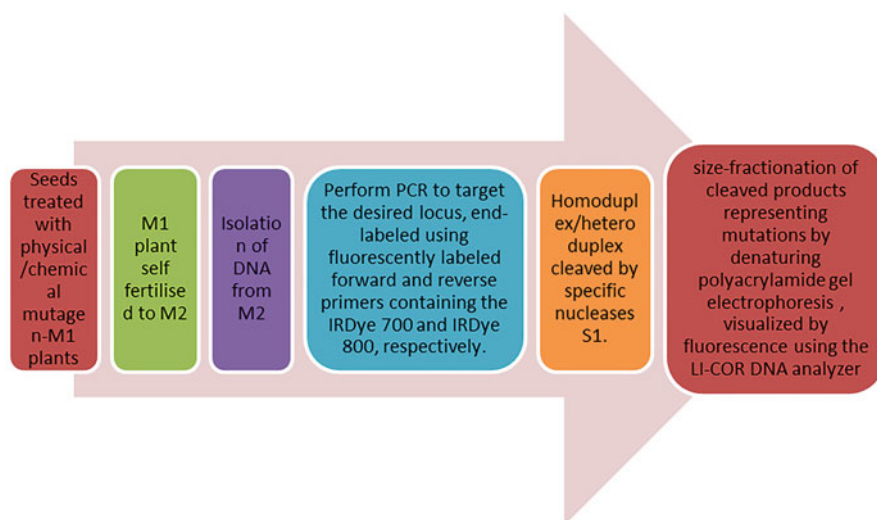 Seeds
treated
with
physical
/chemic
al
mutage
n-M1
plants
M1
plant
self
fertilise
d to M2
Isolatio
n of
DNA
from
M2
Perform PCR to target
the desired locus, end-
labeled using
fluorescently labeled
forward and reverse
primers containing the
IRDye 700 and IRDye
800, respectively.
Homodupl
ex/hetero
duplex
cleaved by
specific
nucleases
S1.
size-fractionation of
cleaved products
representing
mutations by
denaturing
polyacrylamide gel
electrophoresis ,
visualized by
fluorescence using the
LI-COR DNA analyzer